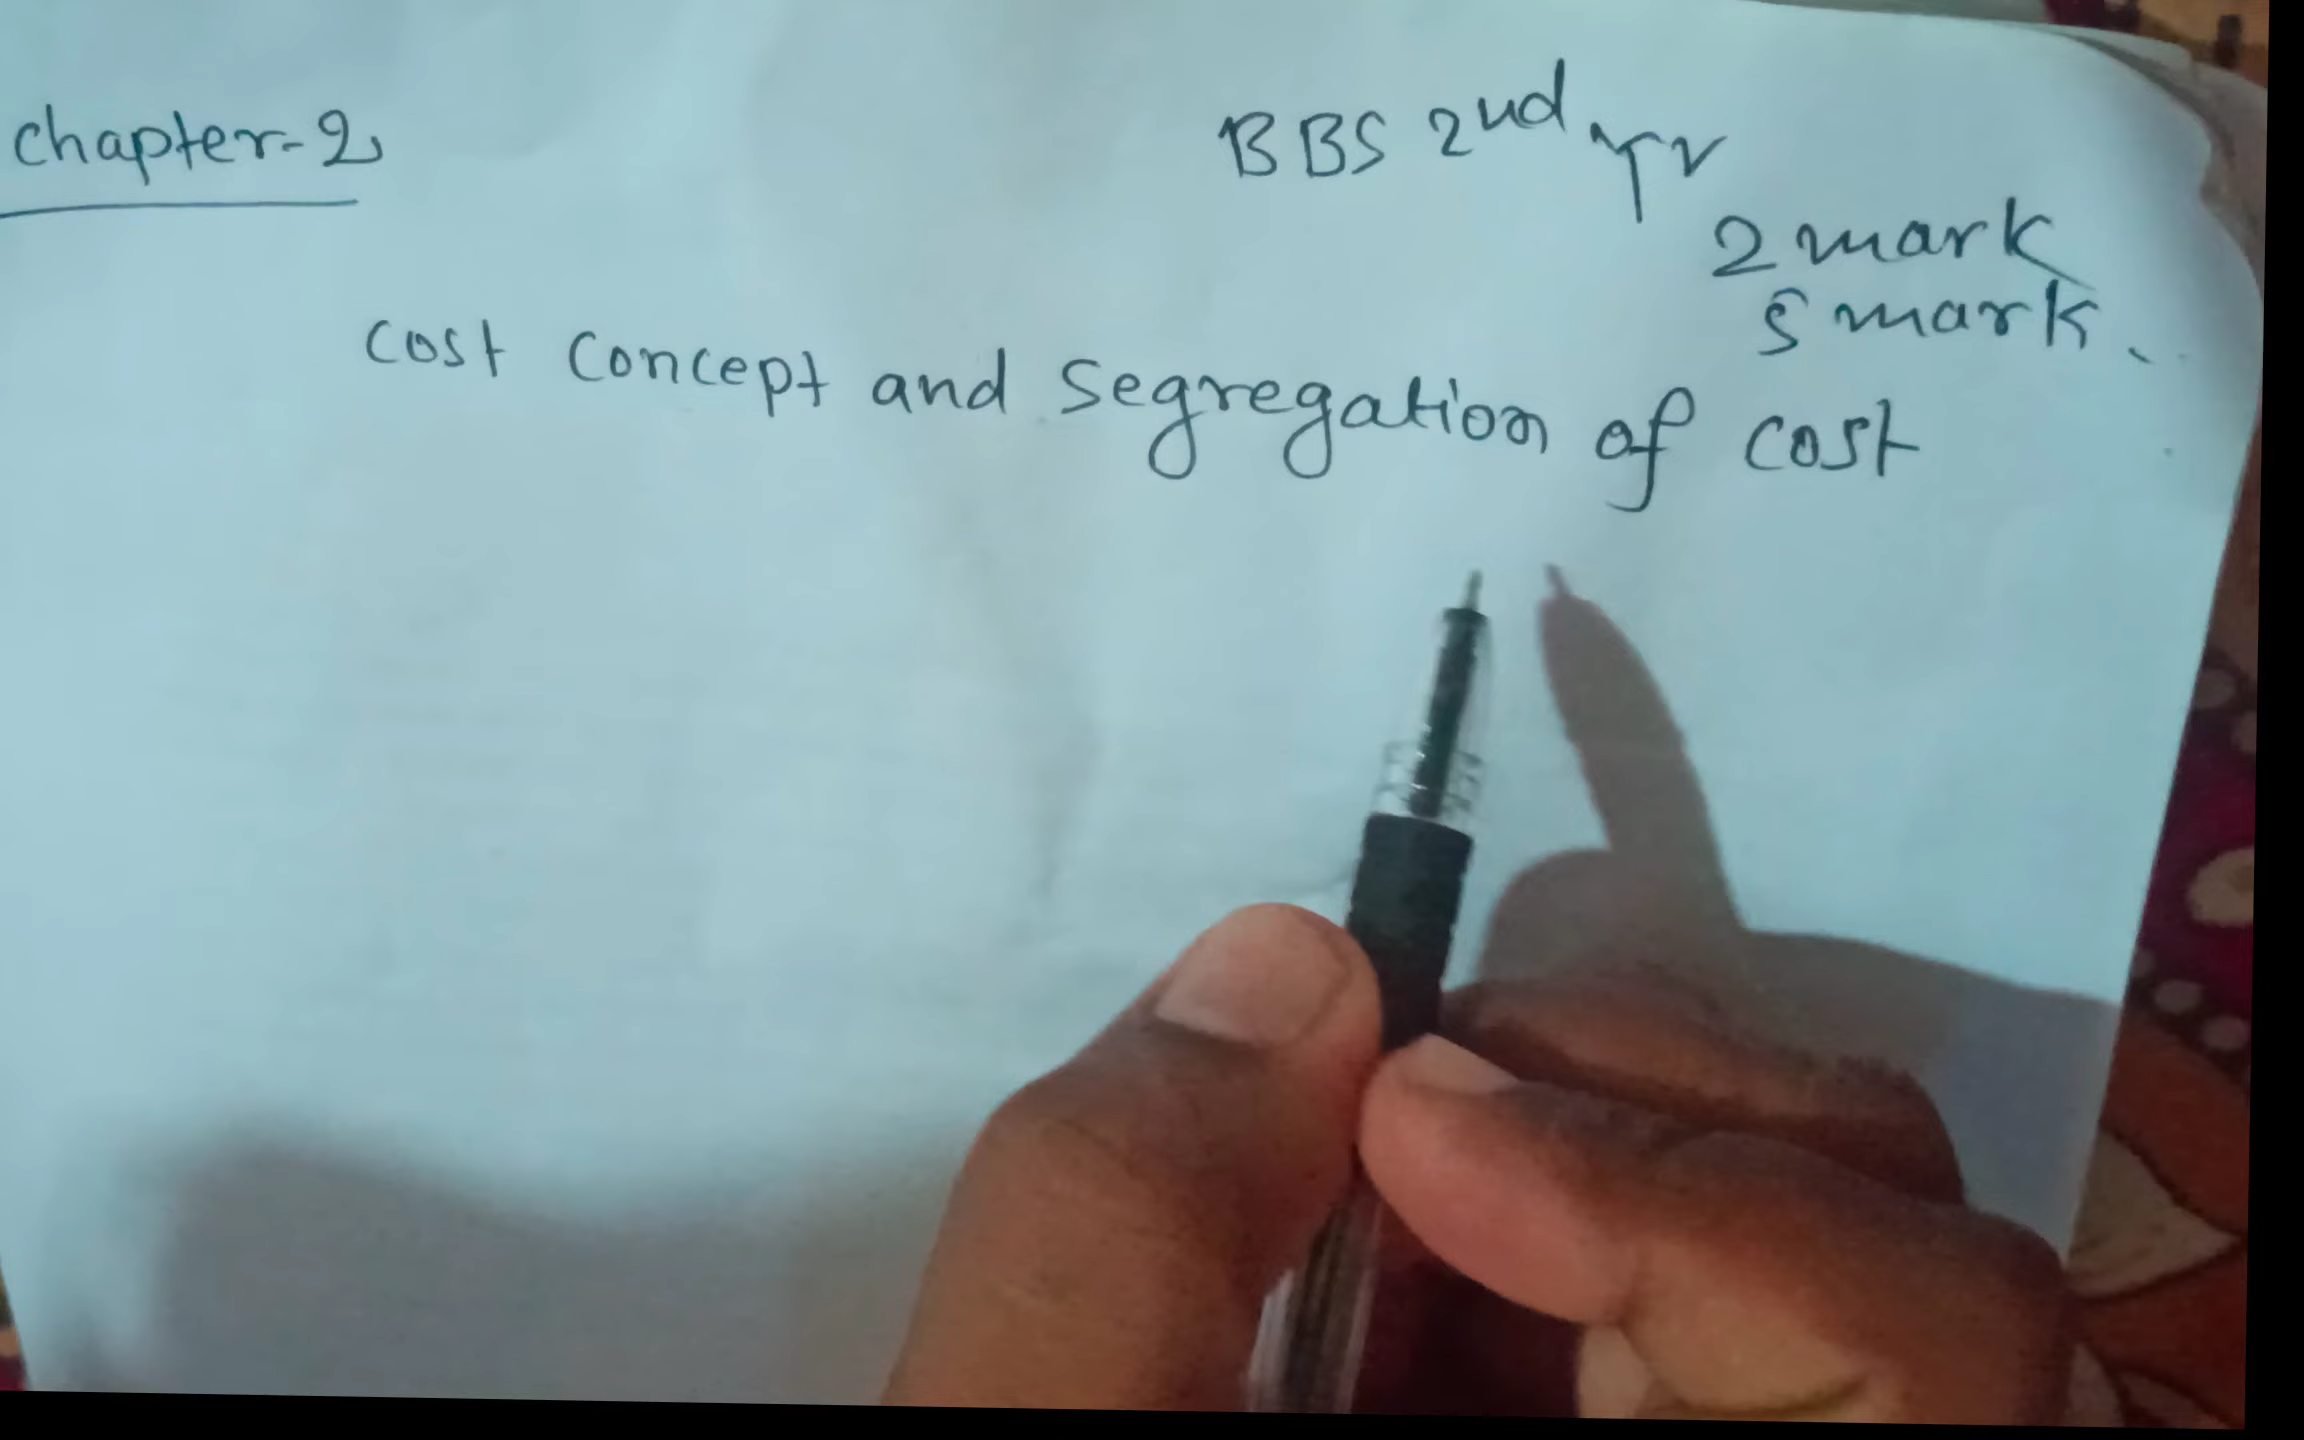 chapter-2
BBS 2nd yr
2 mark
5 mark.
cost concept and segregation of cost